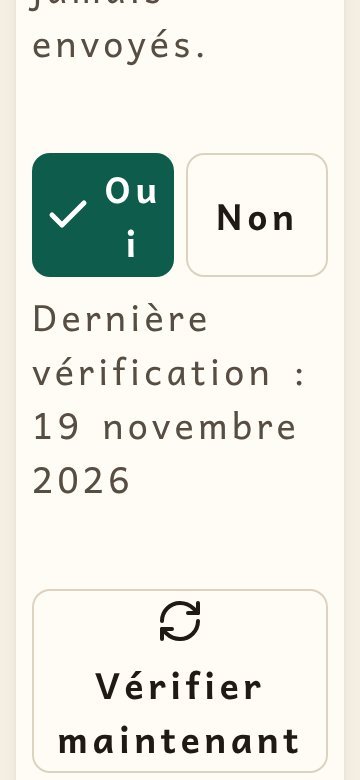 envoyés.
Ou
i
Non
Dernière
vérification :
19 novembre
2026
Vérifier
maintenant